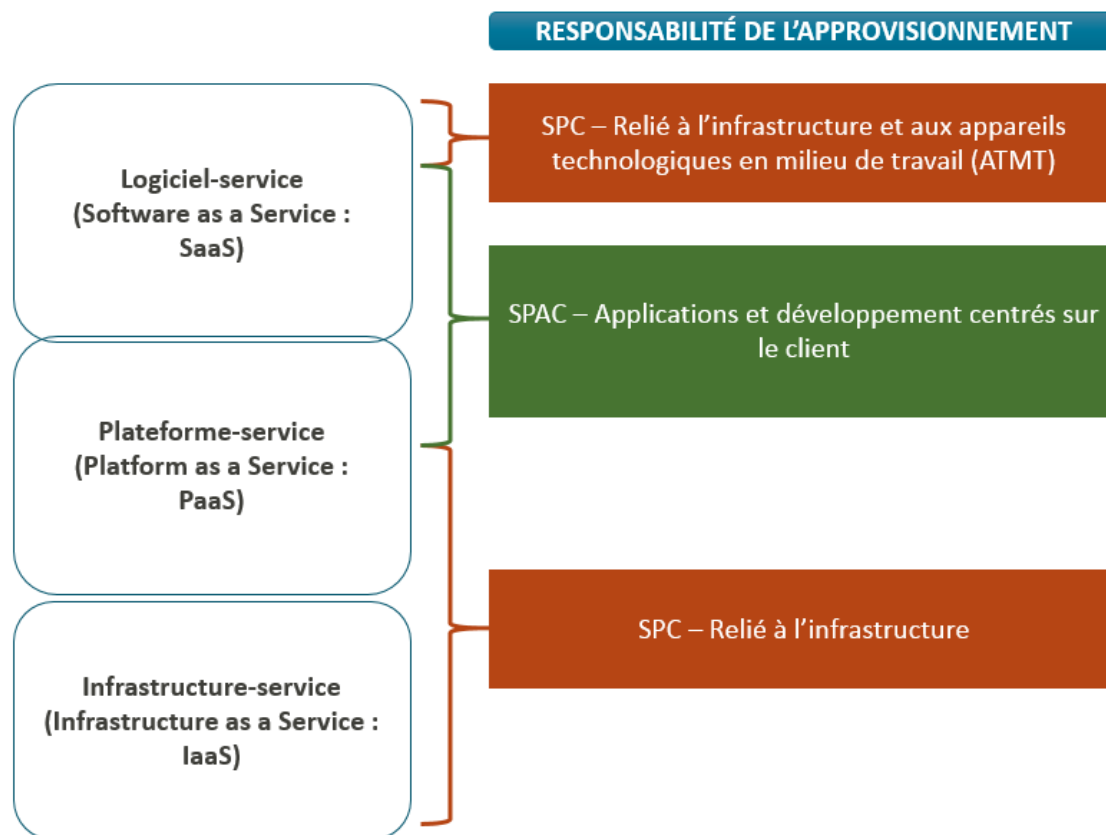 RESPONSABILITÉ DE L’APPROVISIONNEMENT
Logiciel-service
(Software as a Service :
SaaS)
SPC – Relié à l’infrastructure et aux appareils
technologiques en milieu de travail (ATMT)
SPAC – Applications et développement centrés sur
le client
Plateforme-service
(Platform as a Service :
PaaS)
SPC – Relié à l’infrastructure
Infrastructure-service
(Infrastructure as a Service :
IaaS)